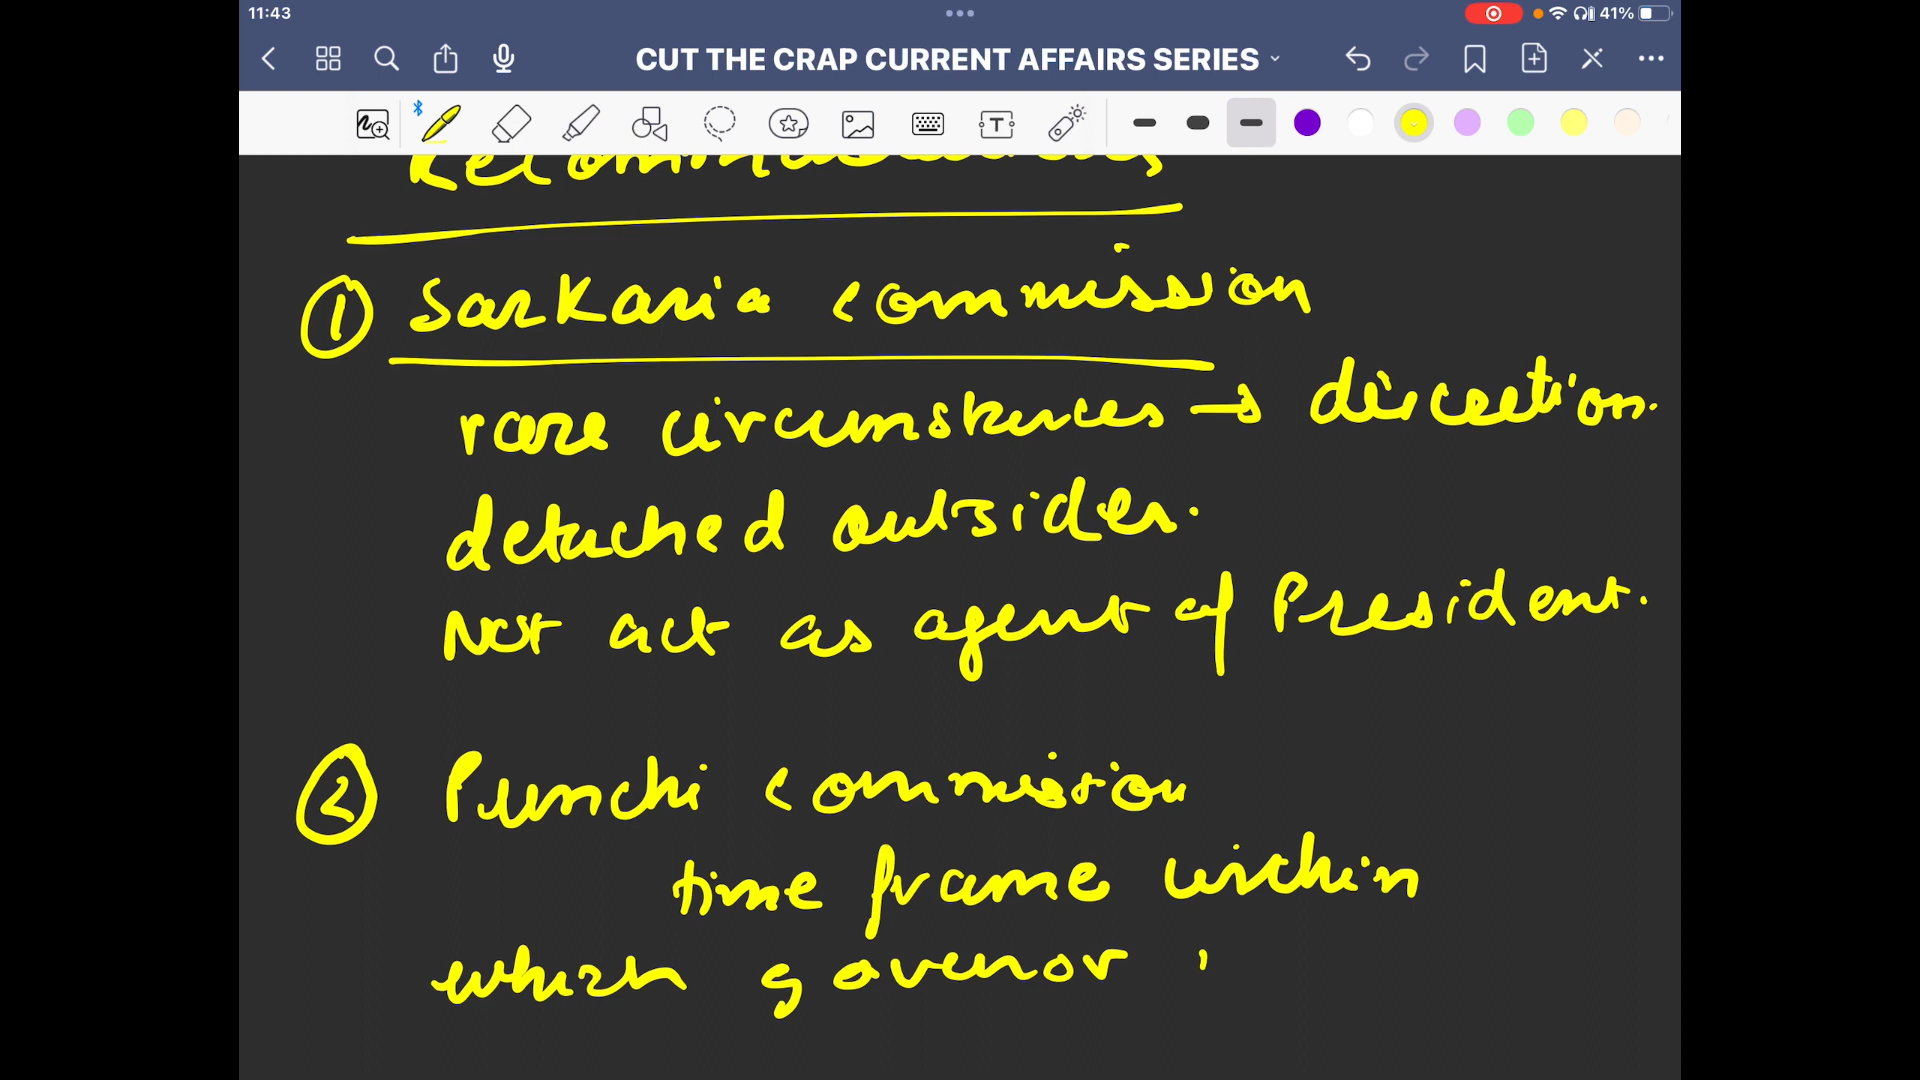 11:43
41%
CUT THE CRAP CURRENT AFFAIRS SERIES
T
1 Sarkaria commission
rare circumstances → discretion.
detached outsider.
Not act as agent of President.
2 Punchi commission
time frame within
which govenor